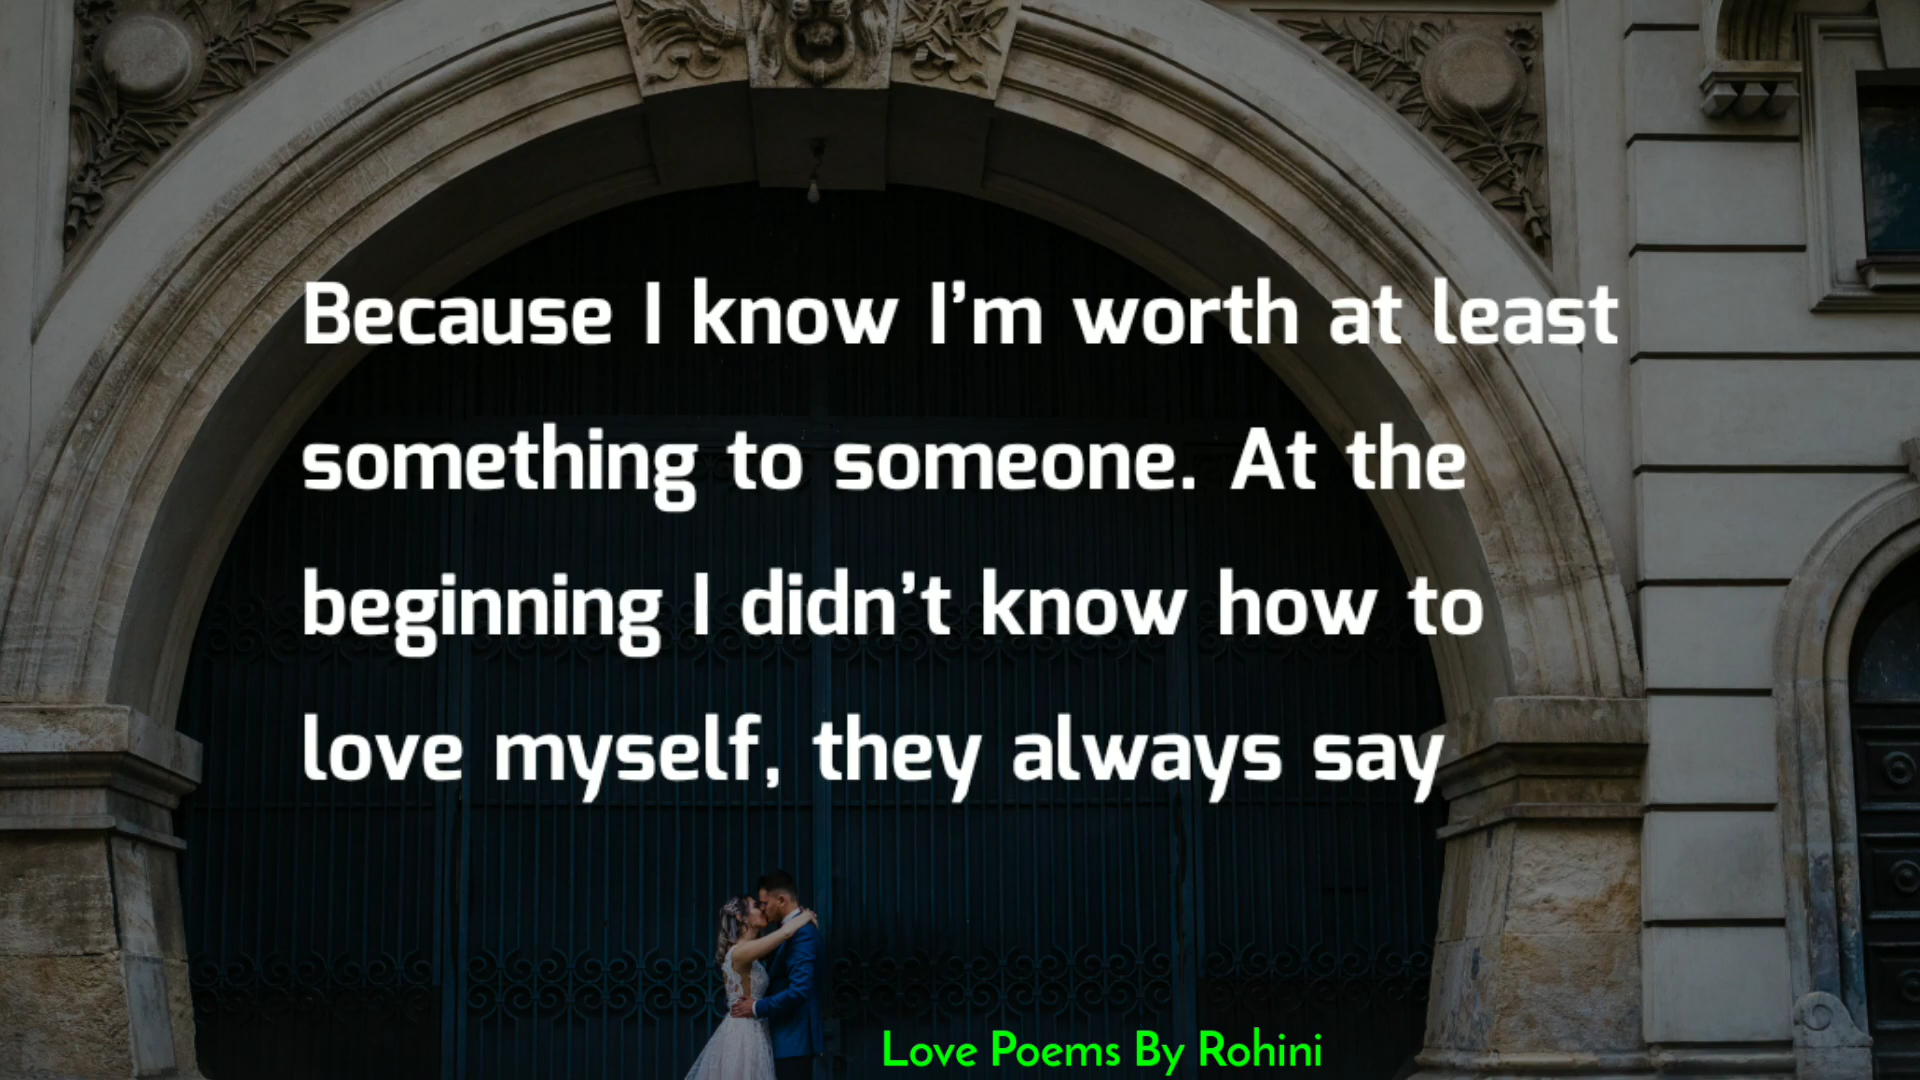 Because I know I’m worth at least
something to someone. At the
beginning I didn’t know how to
love myself, they always say
Love Poems By Rohini